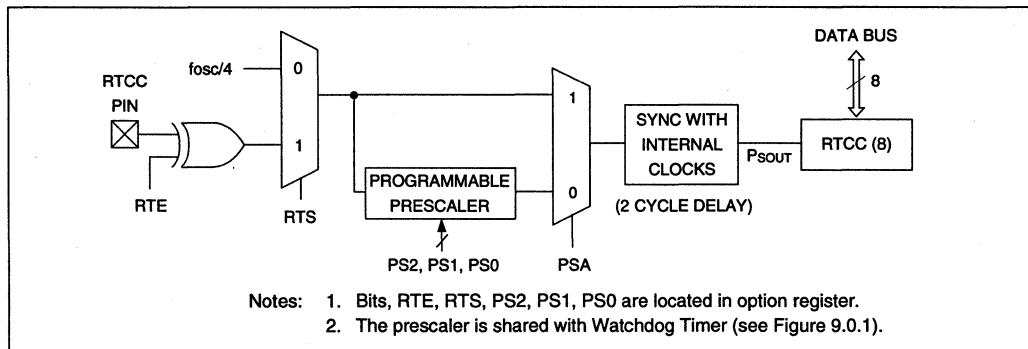 DATA BUS
8
fosc/4
0
RTCC
PIN
1
RTE
RTS
PROGRAMMABLE
PRESCALER
PS2, PS1, PS0
1
0
PSA
SYNC WITH
INTERNAL
CLOCKS
(2 CYCLE DELAY)
PSOUT
RTCC (8)
Notes: 1. Bits, RTE, RTS, PS2, PS1, PS0 are located in option register.
2. The prescaler is shared with Watchdog Timer (see Figure 9.0.1).